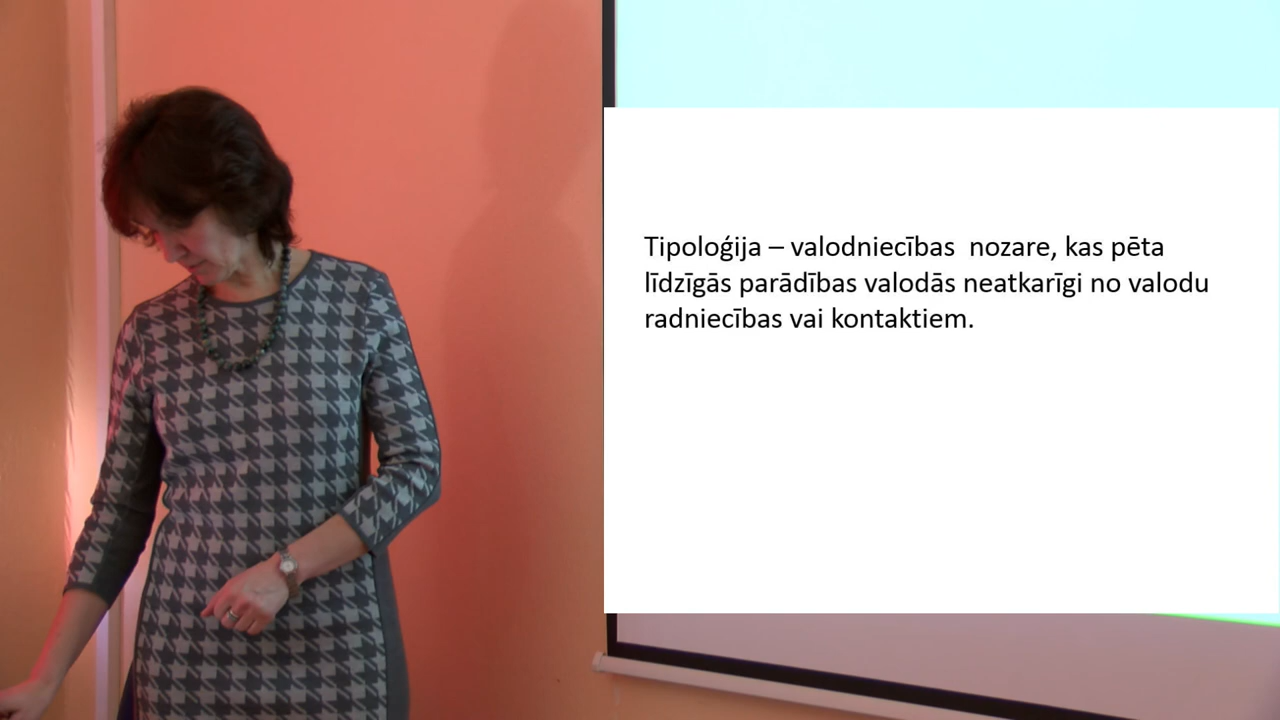 Tipoloģija – valodniecības  nozare, kas pēta
līdzīgās parādības valodās neatkarīgi no valodu
radniecības vai kontaktiem.